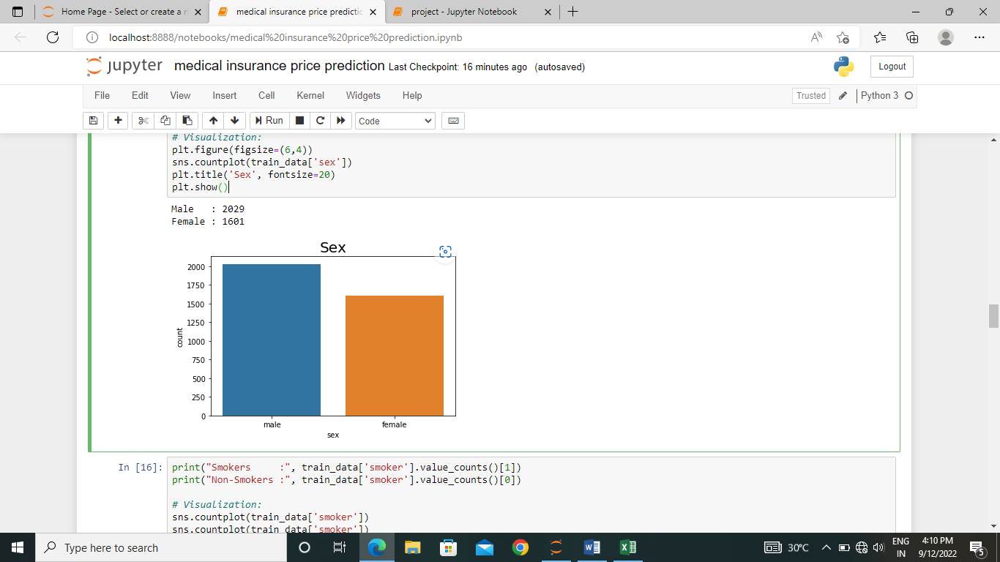 Home Page - Select or create a n
medical insurance price predictic
project - Jupyter Notebook
localhost:8888/notebooks/medical%20insurance%20price%20prediction.ipynb
jupyter medical insurance price prediction Last Checkpoint: 16 minutes ago (autosaved)
Logout
File Edit View Insert Cell Kernel Widgets Help
Trusted Python 3
Run Code
# Visualization:
plt.figure(figsize=(6,4))
sns.countplot(train_data['sex'])
plt.title('Sex', fontsize=20)
plt.show()
Male : 2029
Female : 1601
Sex
2000
1750
1500
1250
1000
750
500
250
0
count
male female
sex
In [16]: print("Smokers     :", train_data['smoker'].value_counts()[1])
print("Non-Smokers :", train_data['smoker'].value_counts()[0])
# Visualization:
sns.countplot(train_data['smoker'])
sns.countplot(train_data['smoker'])
Type here to search
30°C
ENG
IN
4:10 PM
9/12/2022
5